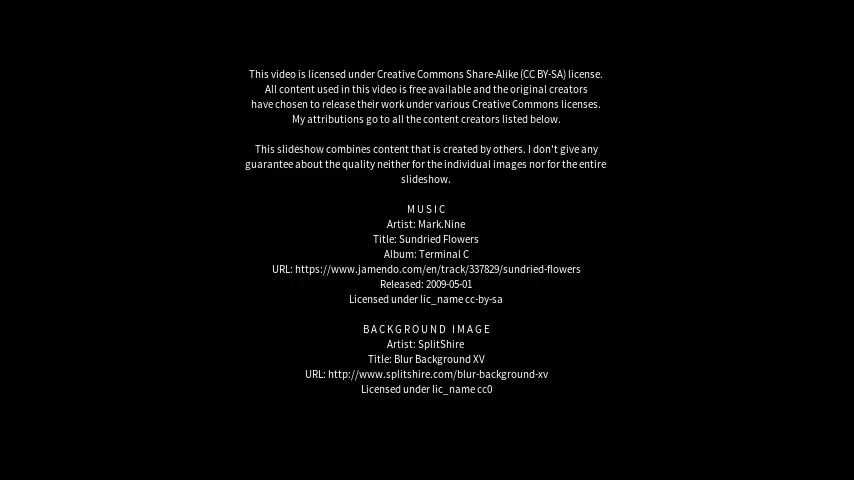 This video is licensed under Creative Commons Share-Alike (CC BY-SA) license.
All content used in this video is free available and the original creators
have chosen to release their work under various Creative Commons licenses.
My attributions go to all the content creators listed below.
This slideshow combines content that is created by others. I don't give any
guarantee about the quality neither for the individual images nor for the entire
slideshow.
MUSIC
Artist: Mark.Nine
Title: Sundried Flowers
Album: Terminal C
URL: https://www.jamendo.com/en/track/337829/sundried-flowers
Released: 2009-05-01
Licensed under lic_name cc-by-sa
BACKGROUND IMAGE
Artist: SplitShire
Title: Blur Background XV
URL: http://www.splitshire.com/blur-background-xv
Licensed under lic_name cc0